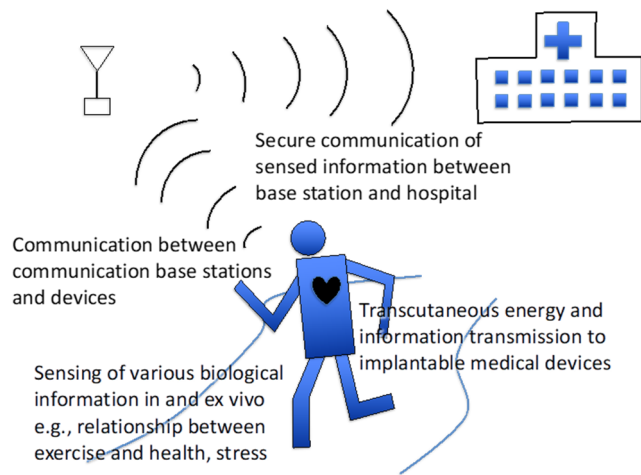 Secure communication of
sensed information between
base station and hospital
Communication between
communication base stations
and devices
Transcutaneous energy and
information transmission to
implantable medical devices
Sensing of various biological
information in and ex vivo
e.g., relationship between
exercise and health, stress